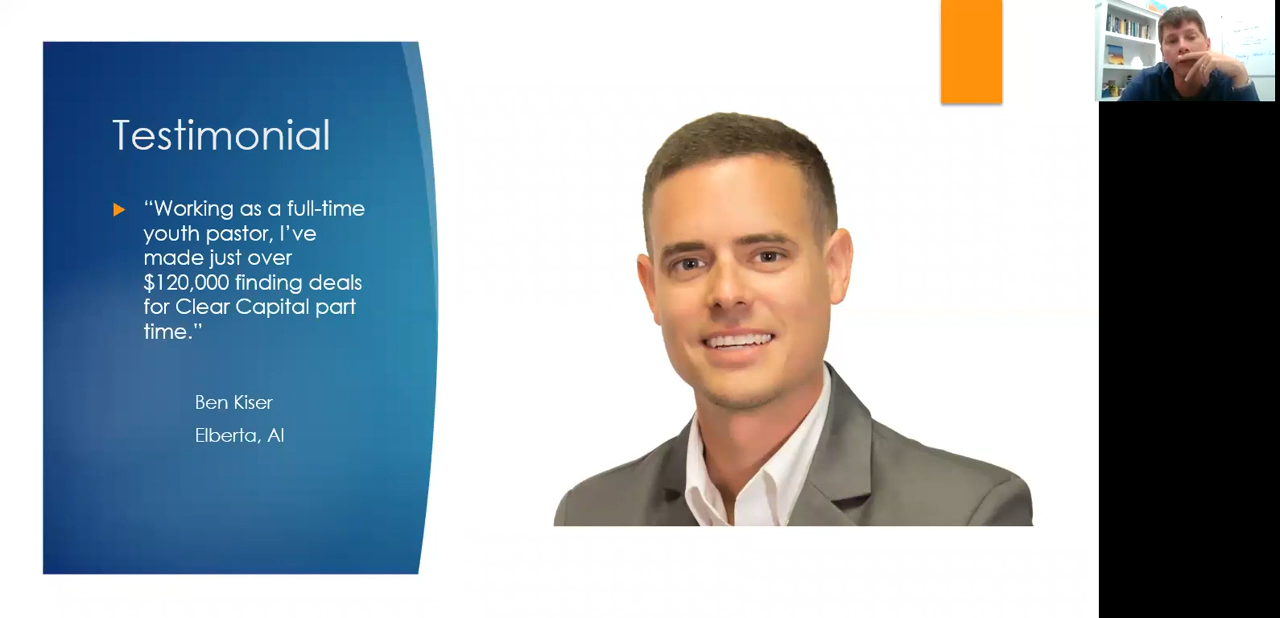 Testimonial
“Working as a full-time
youth pastor, I’ve
made just over
$120,000 finding deals
for Clear Capital part
time.”
Ben Kiser
Elberta, Al